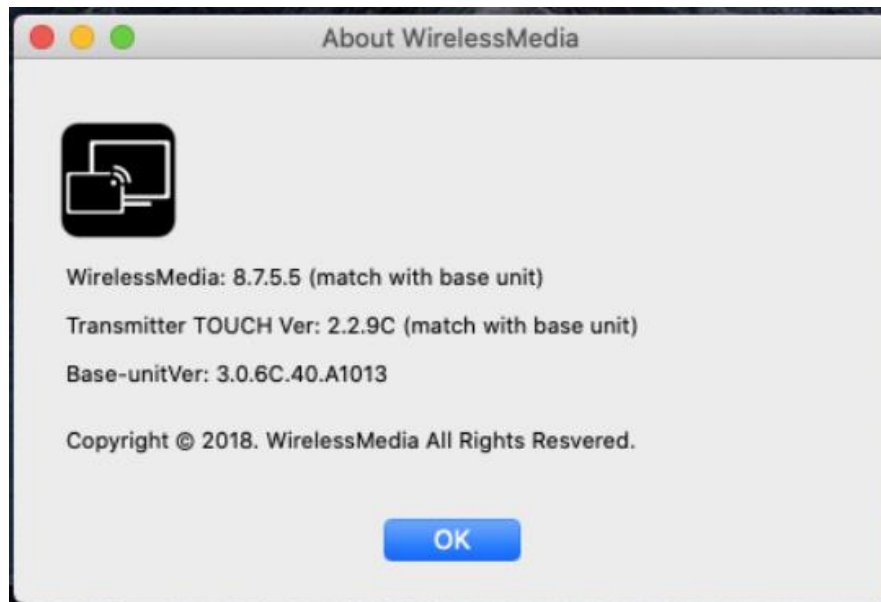 About WirelessMedia
WirelessMedia: 8.7.5.5 (match with base unit)
Transmitter TOUCH Ver: 2.2.9C (match with base unit)
Base-unitVer: 3.0.6C.40.A1013
Copyright © 2018. WirelessMedia All Rights Resvered.
OK